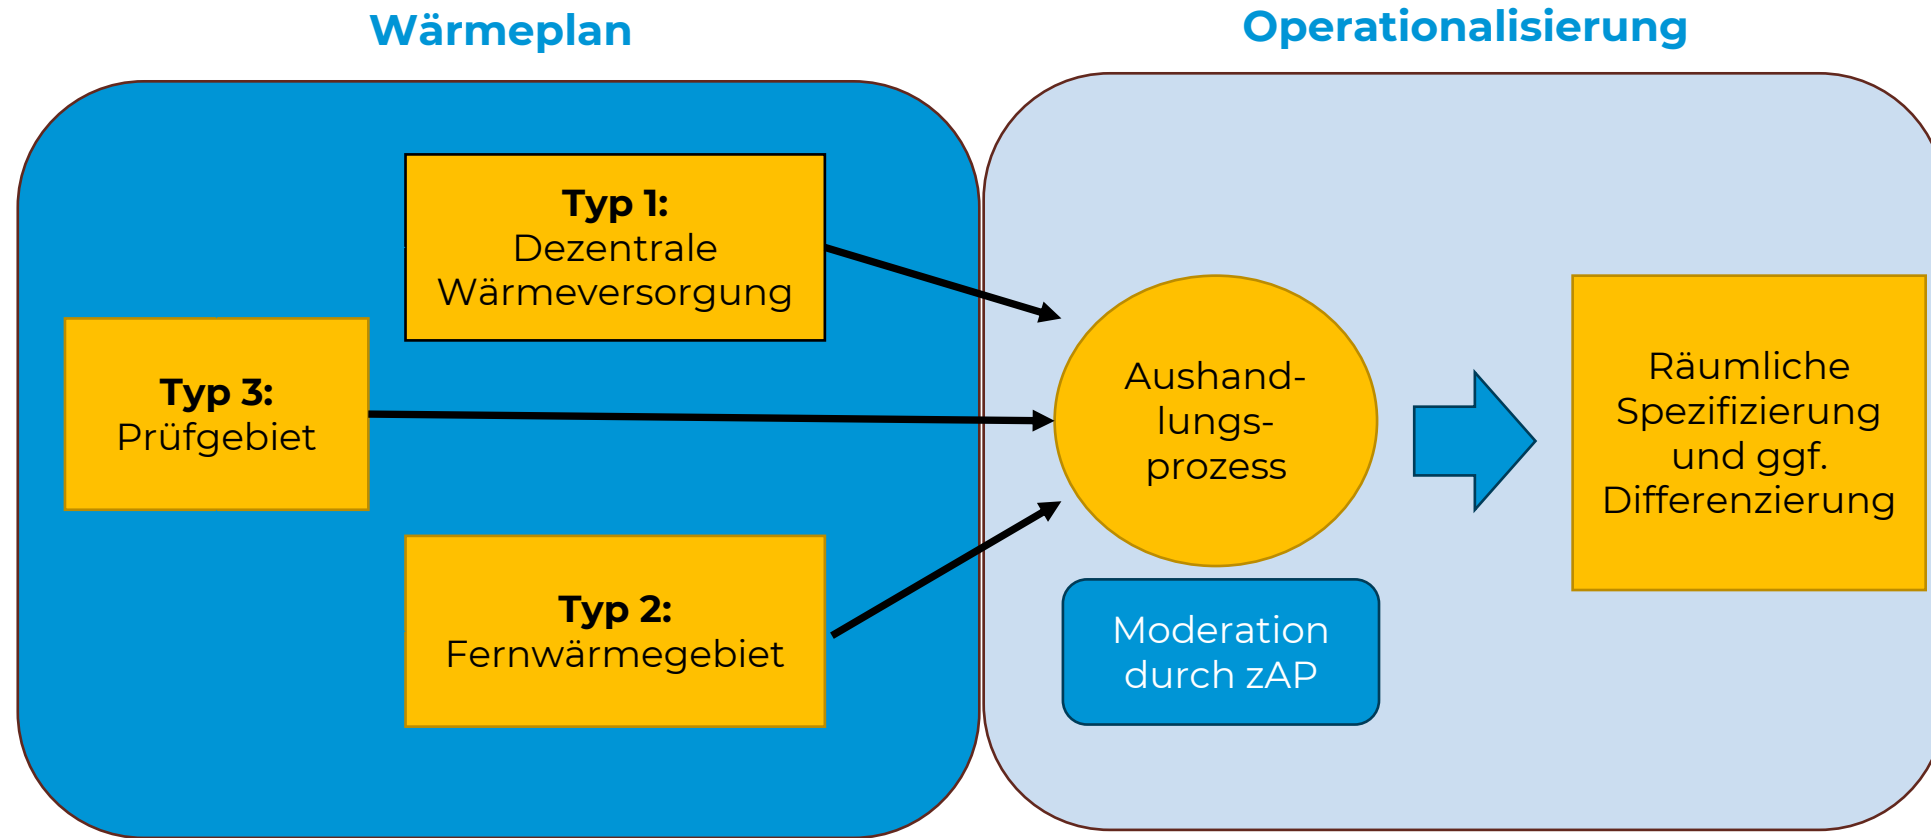 Wärmeplan
Operationalisierung
Typ 1:
Dezentrale
Wärmeversorgung
Typ 3:
Prüfgebiet
Typ 2:
Fernwärmegebiet
Aushand-
lungs-
prozess
Moderation
durch zAP
Räumliche
Spezifizierung
und ggf.
Differenzierung